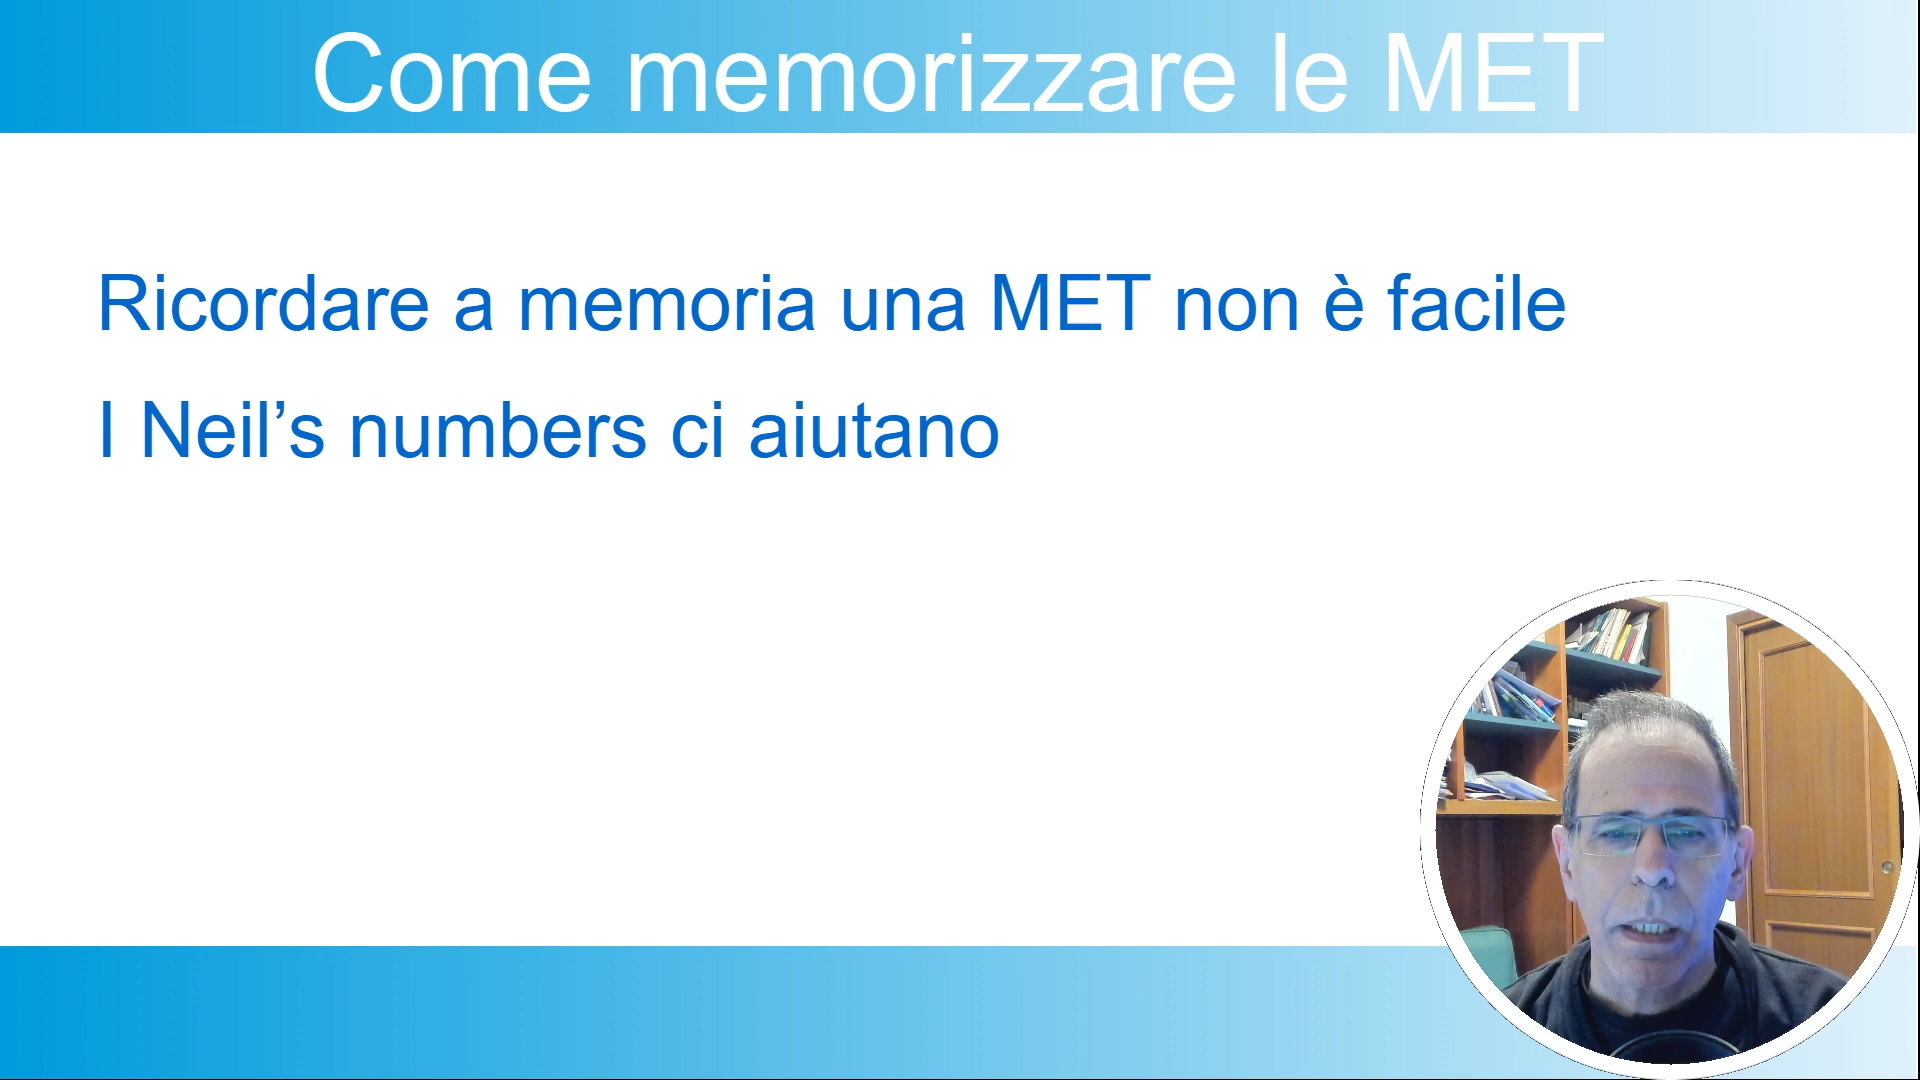 Come memorizzare le MET
Ricordare a memoria una MET non è facile
I Neil’s numbers ci aiutano